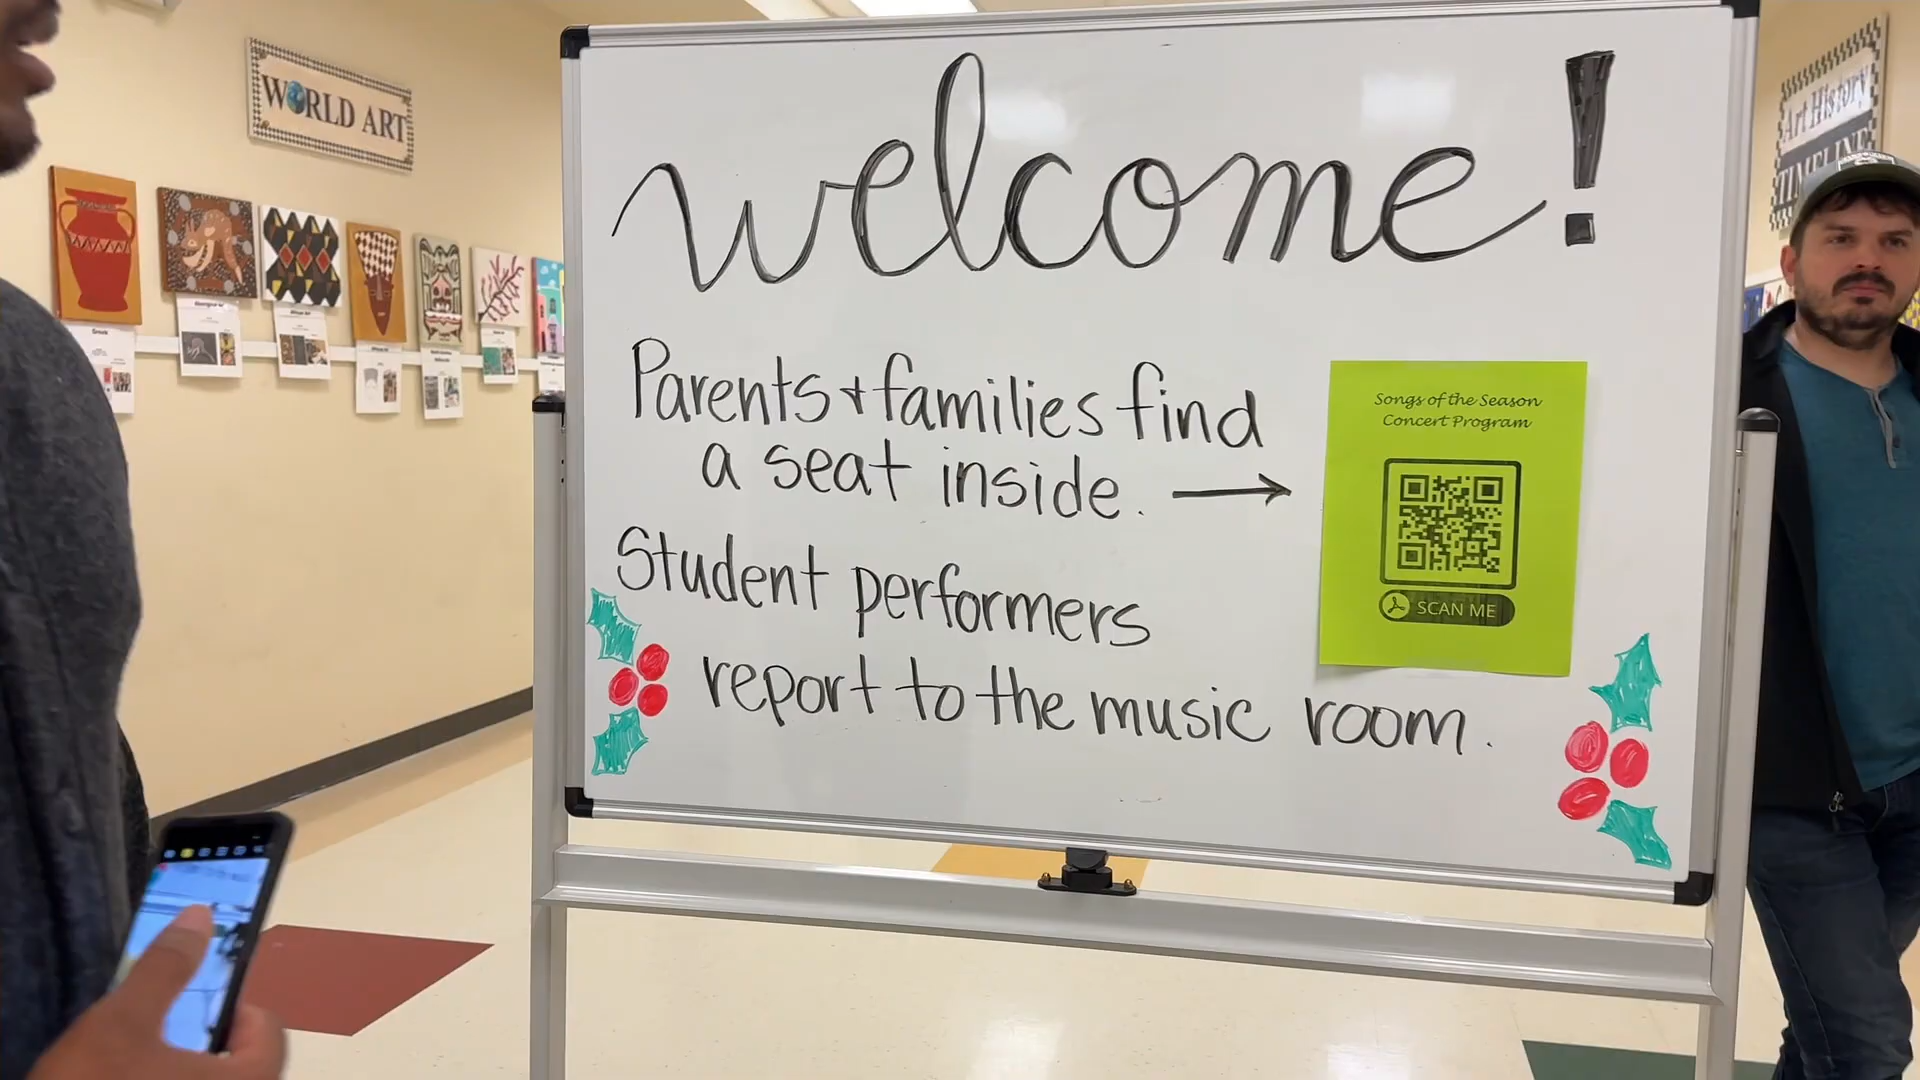 WORLD ART
welcome!
Art History
TIMELINE
Parents + families find
a seat inside. →
Songs of the Season
Concert Program
SCAN ME
Student performers
report to the music room.